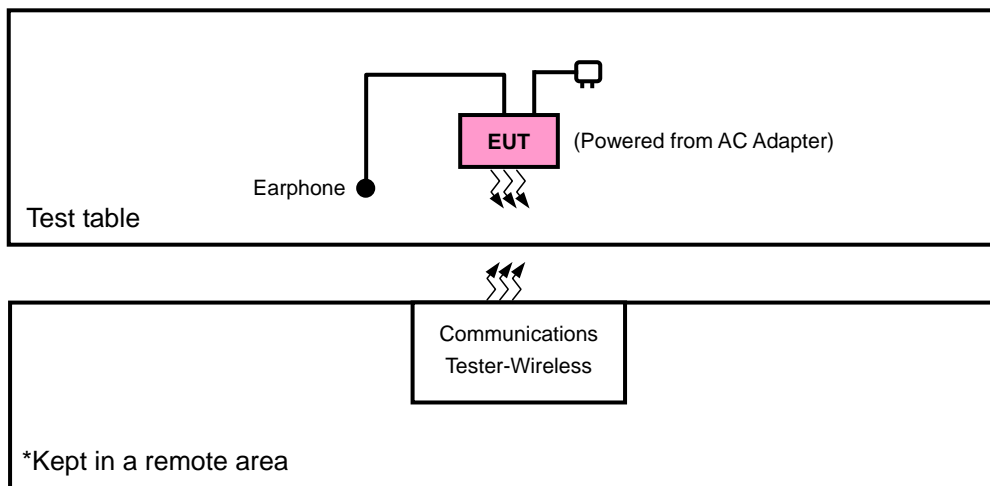 EUT
(Powered from AC Adapter)
Earphone
Test table
Communications
Tester-Wireless
*Kept in a remote area